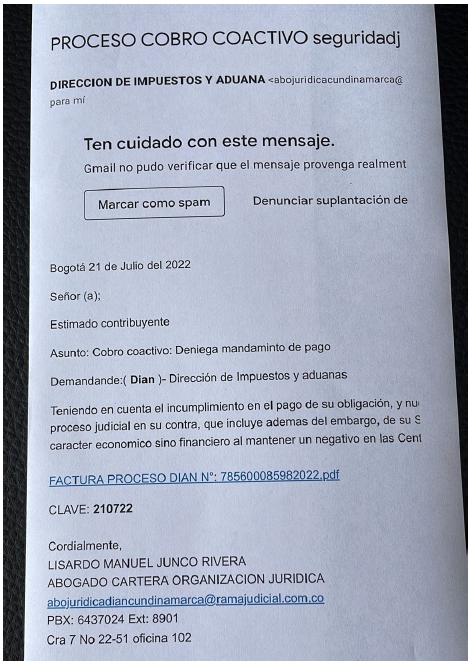 PROCESO COBRO COACTIVO seguridadj
DIRECCION DE IMPUESTOS Y ADUANA <abojuridicacundinamarca@
para mí
Ten cuidado con este mensaje.
Gmail no pudo verificar que el mensaje provenga realment
Marcar como spam
Denunciar suplantación de
Bogotá 21 de Julio del 2022
Señor (a);
Estimado contribuyente
Asunto: Cobro coactivo: Deniega mandaminto de pago
Demandande:( Dian )- Dirección de Impuestos y aduanas
Teniendo en cuenta el incumplimiento en el pago de su obligación, y nu
proceso judicial en su contra, que incluye ademas del embargo, de su S
caracter economico sino financiero al mantener un negativo en las Cent
FACTURA PROCESO DIAN N°: 785600085982022.pdf
CLAVE: 210722
Cordialmente,
LISARDO MANUEL JUNCO RIVERA
ABOGADO CARTERA ORGANIZACION JURIDICA
abojuridicadiancundinamarca@ramajudicial.com.co
PBX: 6437024 Ext: 8901
Cra 7 No 22-51 oficina 102